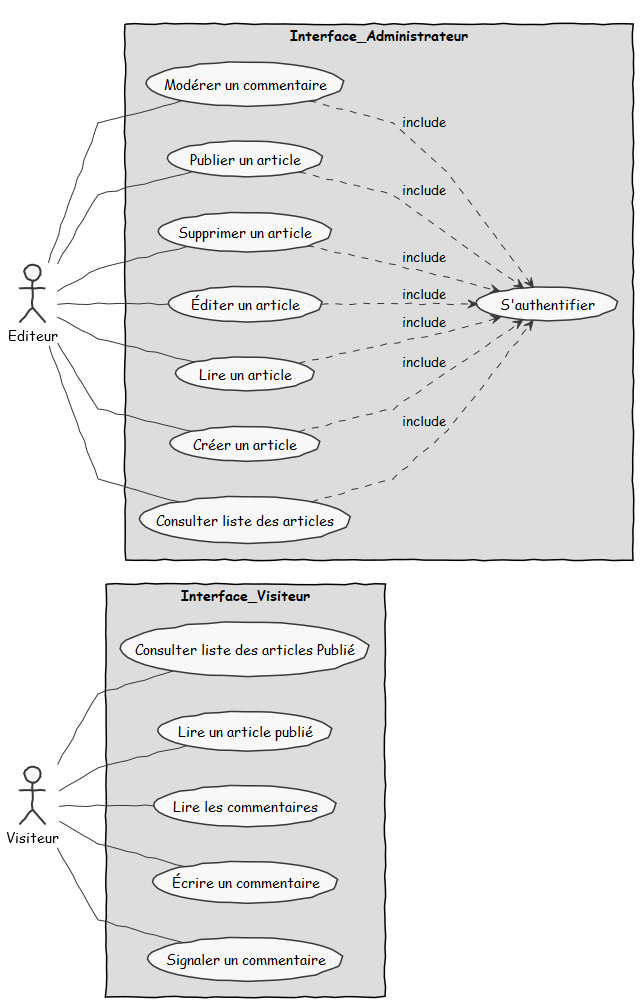 Interface_Administrateur
Modérer un commentaire
include
Publier un article
include
Supprimer un article
include
Éditer un article
include
S'authentifier
Editeur
include
Lire un article
include
Créer un article
include
Consulter liste des articles
Interface_Visiteur
Consulter liste des articles Publié
Lire un article publié
Lire les commentaires
Visiteur
Écrire un commentaire
Signaler un commentaire